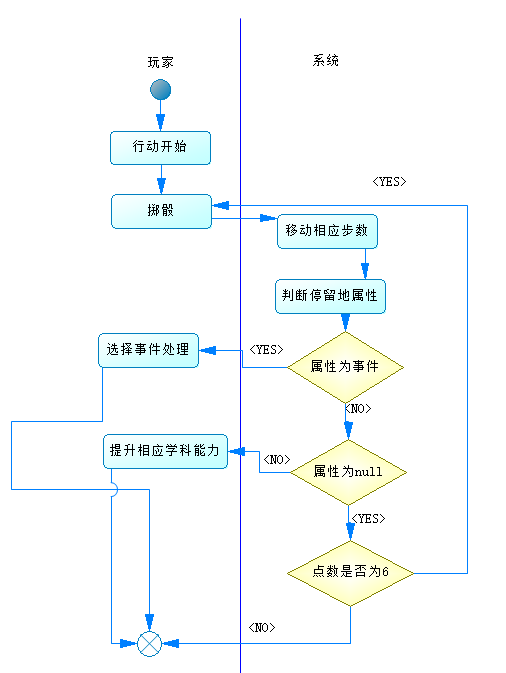 玩家
系统
行动开始
<YES>
掷骰
移动相应步数
判断停留地属性
选择事件处理
<YES>
属性为事件
<NO>
提升相应学科能力
<NO>
属性为null
<YES>
点数是否为6
<NO>